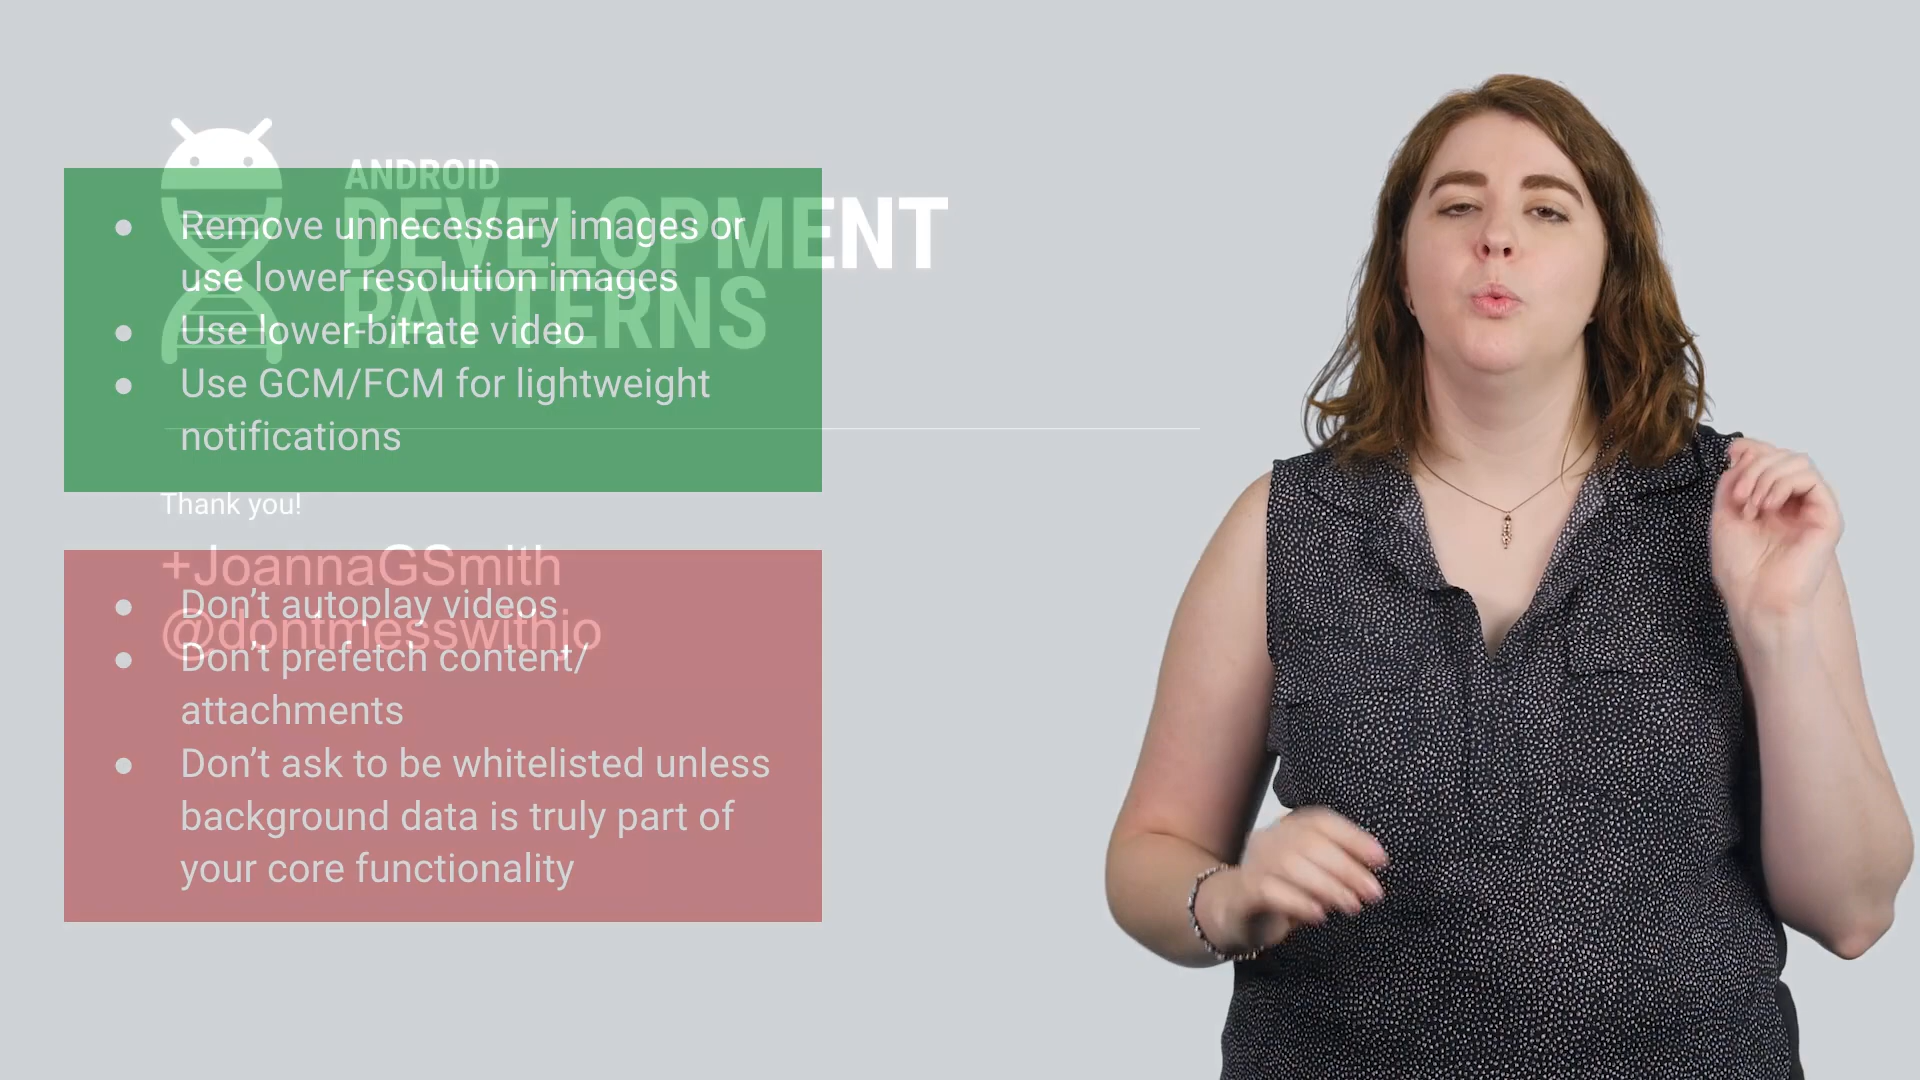 ANDROID
DEVELOPMENT
PATTERNS
● Remove unnecessary images or
use lower resolution images
● Use lower-bitrate video
● Use GCM/FCM for lightweight
notifications
Thank you!
+JoannaGSmith
@dontmesswithjo
● Don’t autoplay videos
● Don’t prefetch content/
attachments
● Don’t ask to be whitelisted unless
background data is truly part of
your core functionality